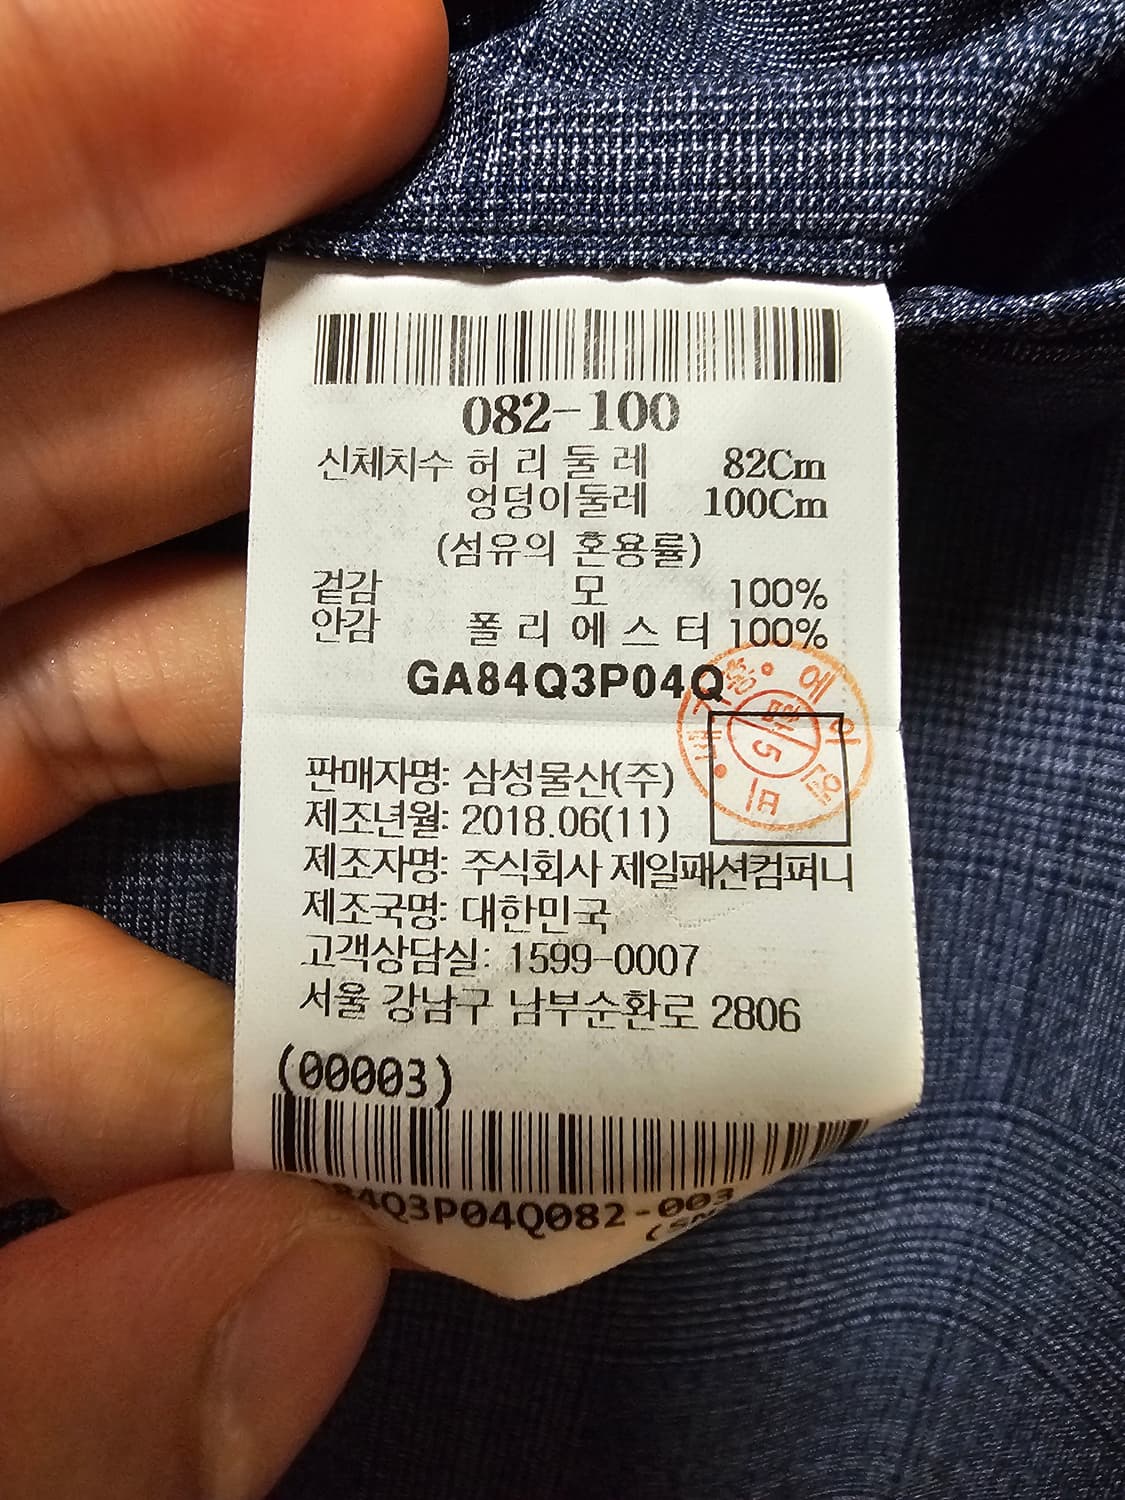 082-100
신체치수 허리둘레 82Cm
엉덩이둘레 100Cm
(섬유의 혼용률)
겉감 모 100%
안감 폴리에스터 100%
GA84Q3P04Q
판매자명: 삼성물산(주)
제조년월: 2018.06(11)
제조자명: 주식회사 제일패션컴퍼니
제조국명: 대한민국
고객상담실: 1599-0007
서울 강남구 남부순환로 2806
(00003)
84Q3P04Q082-003